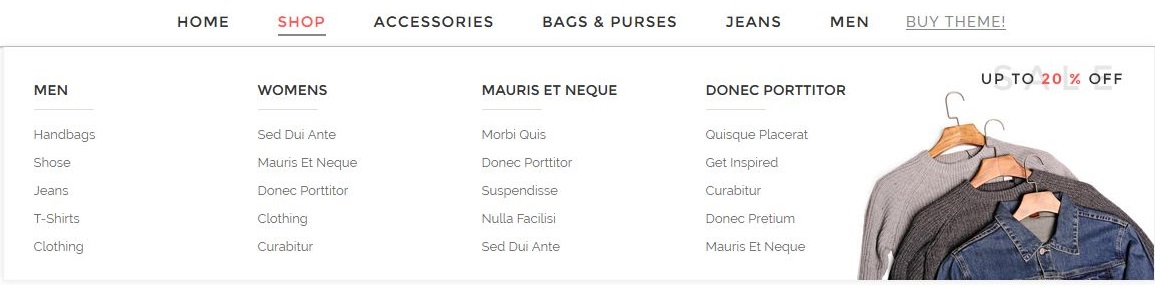 HOME SHOP ACCESSORIES BAGS & PURSES JEANS MEN BUY THEME!
SALE
UP TO 20 % OFF
MEN
Handbags
Shose
Jeans
T-Shirts
Clothing
WOMENS
Sed Dui Ante
Mauris Et Neque
Donec Porttitor
Clothing
Curabitur
MAURIS ET NEQUE
Morbi Quis
Donec Porttitor
Suspendisse
Nulla Facilisi
Sed Dui Ante
DONEC PORTTITOR
Quisque Placerat
Get Inspired
Curabitur
Donec Pretium
Mauris Et Neque